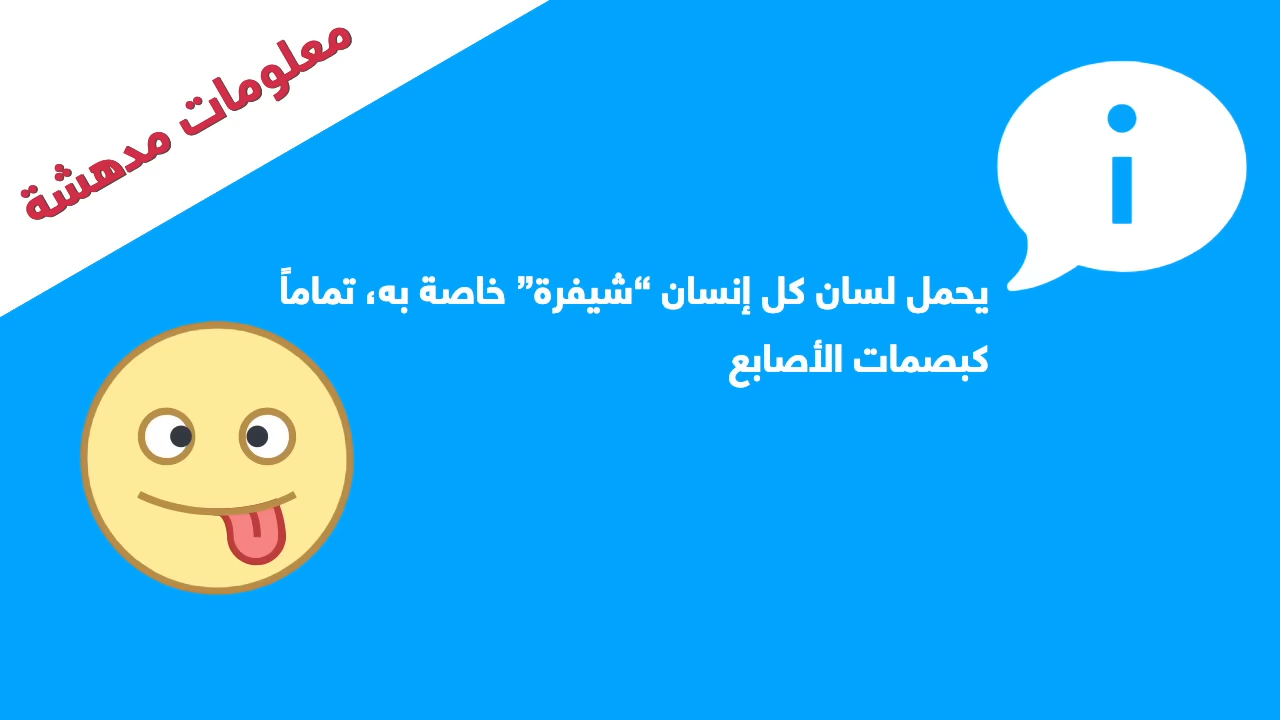 معلومات مدهشة
يحمل لسان كل إنسان “شيفرة” خاصة به، تماماً
كبصمات الأصابع